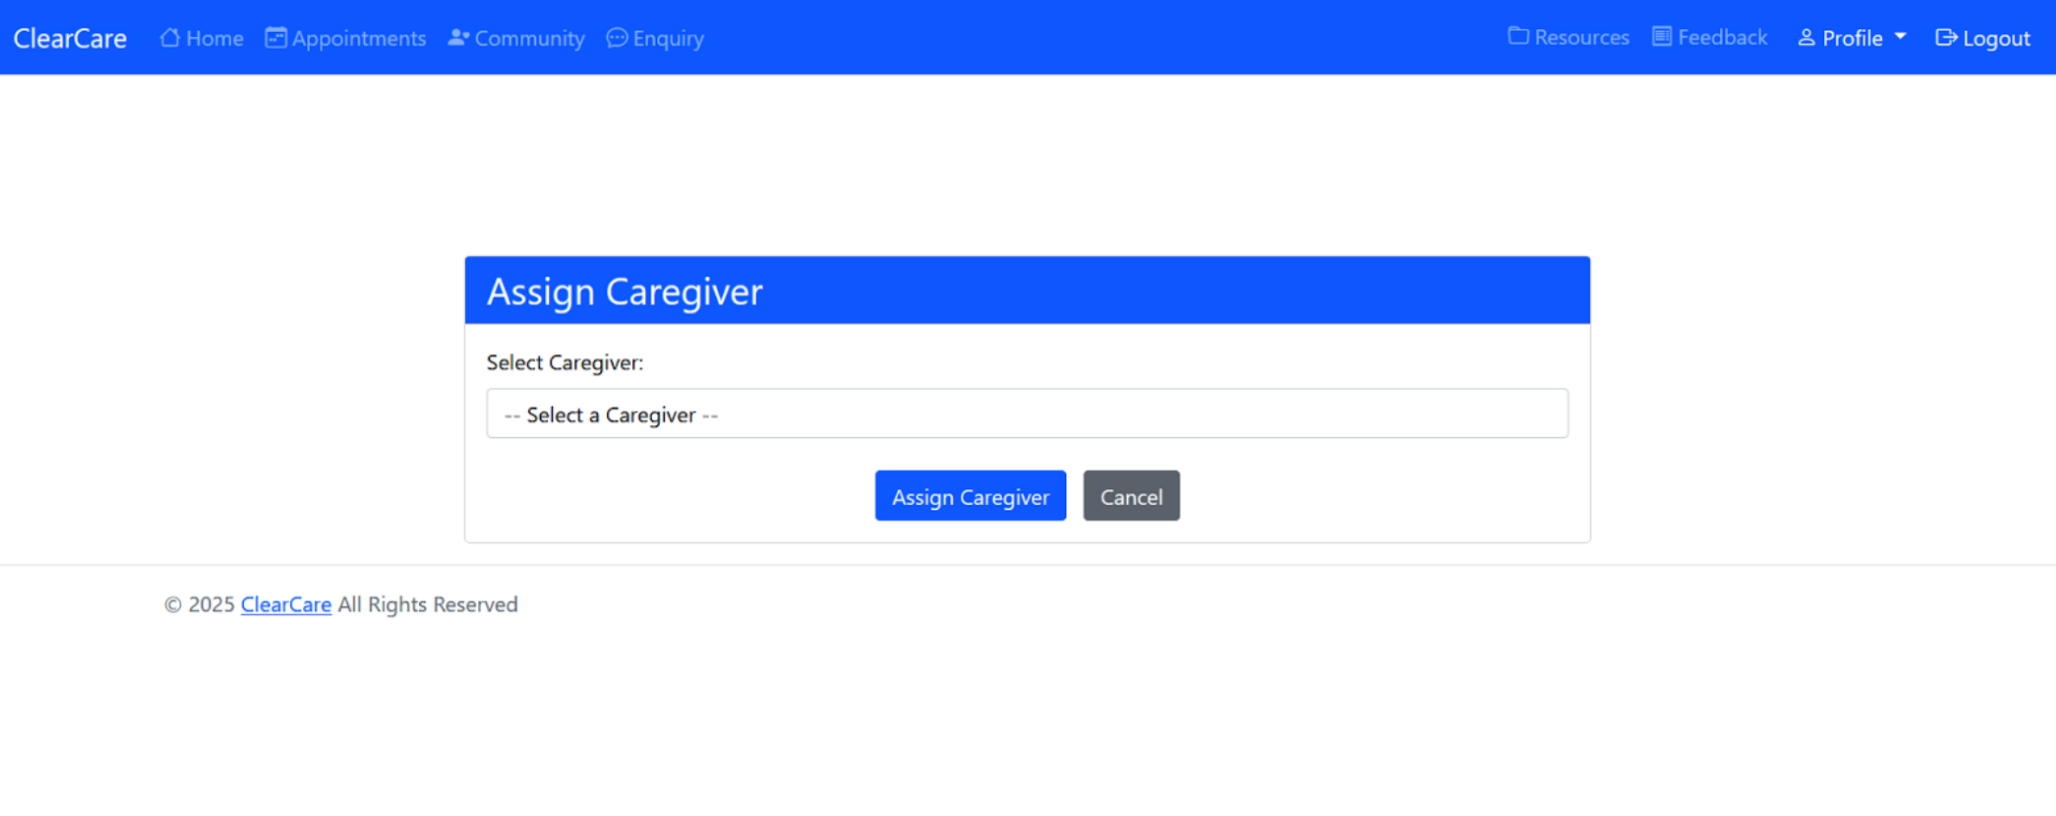 ClearCare Home Appointments Community Enquiry Resources Feedback Profile Logout
Assign Caregiver
Select Caregiver:
-- Select a Caregiver --
Assign Caregiver Cancel
© 2025 ClearCare All Rights Reserved